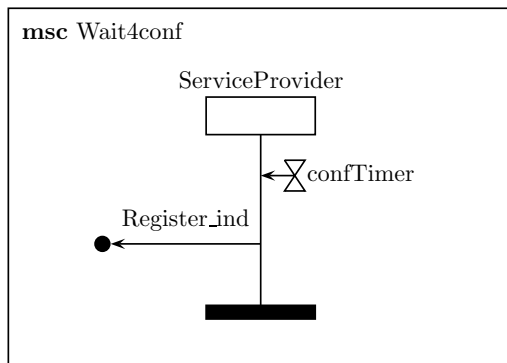 msc Wait4conf
ServiceProvider
confTimer
Register_ind